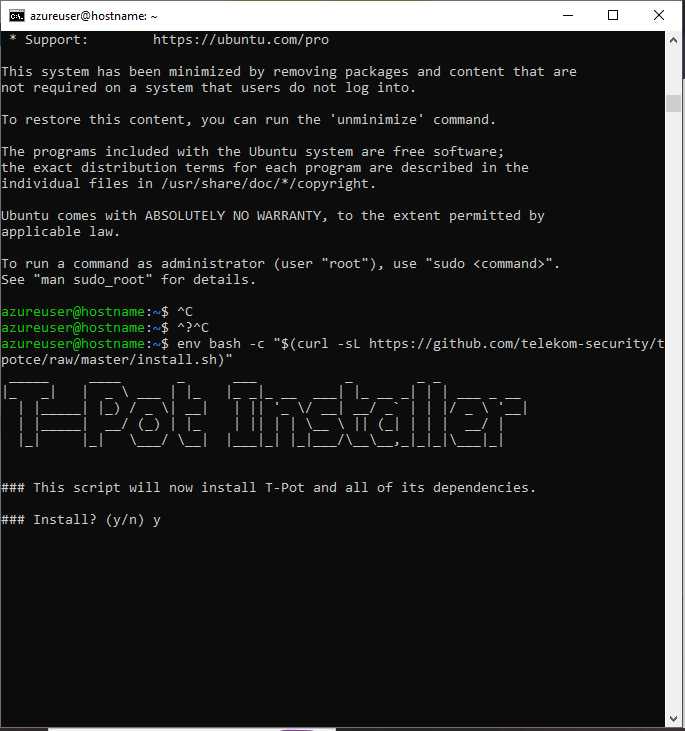 azureuser@hostname: ~
* Support:        https://ubuntu.com/pro
This system has been minimized by removing packages and content that are
not required on a system that users do not log into.
To restore this content, you can run the 'unminimize' command.
The programs included with the Ubuntu system are free software;
the exact distribution terms for each program are described in the
individual files in /usr/share/doc/*/copyright.
Ubuntu comes with ABSOLUTELY NO WARRANTY, to the extent permitted by
applicable law.
To run a command as administrator (user "root"), use "sudo <command>".
See "man sudo_root" for details.
azureuser@hostname:~$ ^C
azureuser@hostname:~$ ^?^C
azureuser@hostname:~$ env bash -c "$(curl -sL https://github.com/telekom-security/t
potce/raw/master/install.sh)"
T-Pot Installer
### This script will now install T-Pot and all of its dependencies.
### Install? (y/n) y